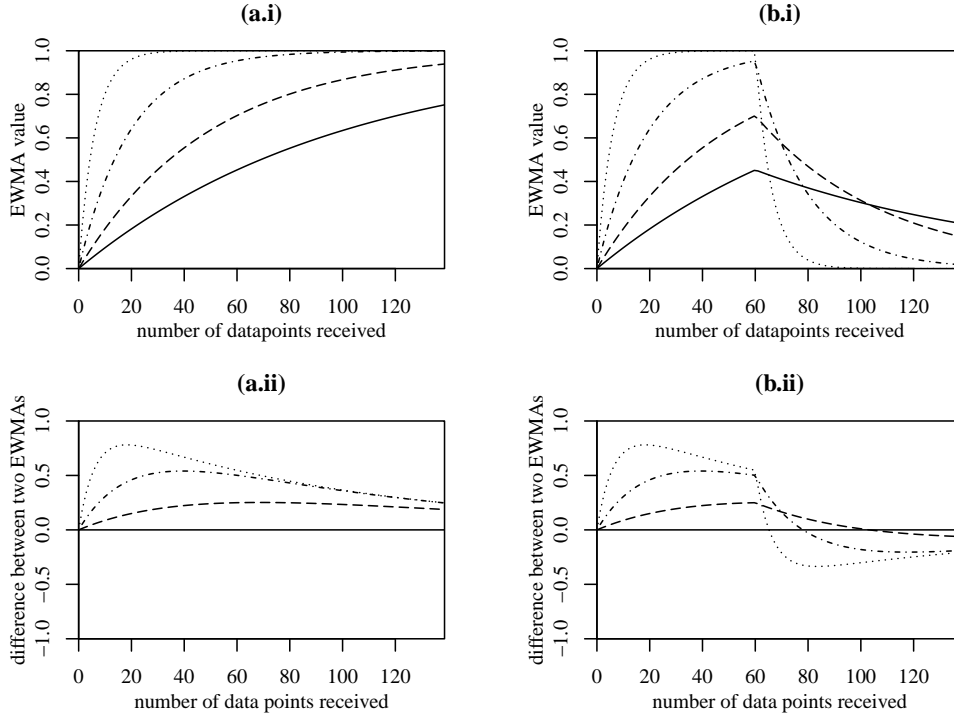 (a.i)
EWMA value
0.0 0.2 0.4 0.6 0.8 1.0
0 20 40 60 80 100 120
number of datapoints received
(b.i)
EWMA value
0.0 0.2 0.4 0.6 0.8 1.0
0 20 40 60 80 100 120
number of datapoints received
(a.ii)
difference between two EWMAs
−1.0 −0.5 0.0 0.5 1.0
0 20 40 60 80 100 120
number of data points received
(b.ii)
difference between two EWMAs
−1.0 −0.5 0.0 0.5 1.0
0 20 40 60 80 100 120
number of data points received